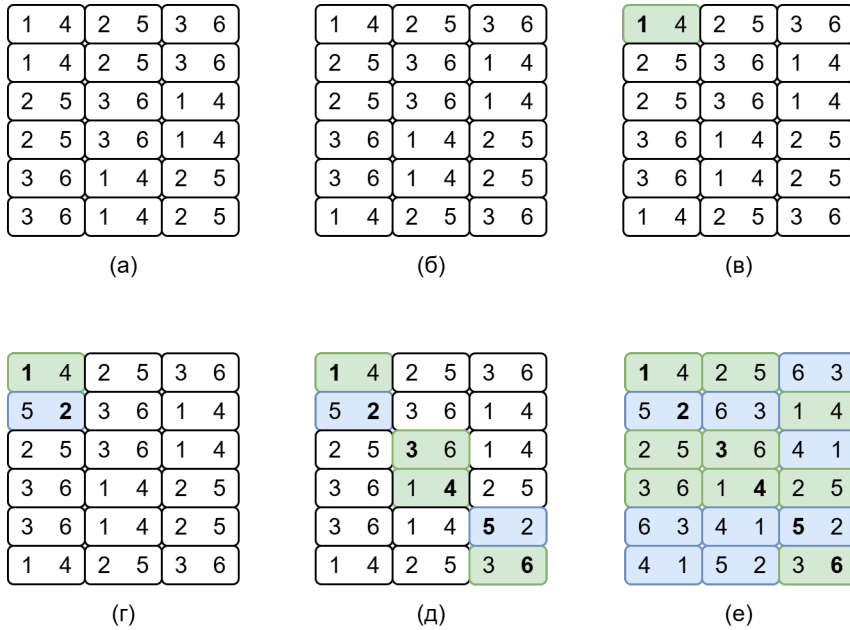 1 4 2 5 3 6 1 4 2 5 3 6 1 4 2 5 3 6
1 4 2 5 3 6 2 5 3 6 1 4 2 5 3 6 1 4
2 5 3 6 1 4 2 5 3 6 1 4 2 5 3 6 1 4
2 5 3 6 1 4 3 6 1 4 2 5 3 6 1 4 2 5
3 6 1 4 2 5 3 6 1 4 2 5 3 6 1 4 2 5
3 6 1 4 2 5 1 4 2 5 3 6 1 4 2 5 3 6
(а) (б) (в)
1 4 2 5 3 6 1 4 2 5 3 6 1 4 2 5 6 3
5 2 3 6 1 4 5 2 3 6 1 4 5 2 6 3 1 4
2 5 3 6 1 4 2 5 3 6 1 4 2 5 3 6 4 1
3 6 1 4 2 5 3 6 1 4 2 5 3 6 1 4 2 5
3 6 1 4 2 5 3 6 1 4 5 2 6 3 4 1 5 2
1 4 2 5 3 6 1 4 2 5 3 6 4 1 5 2 3 6
(г) (д) (е)